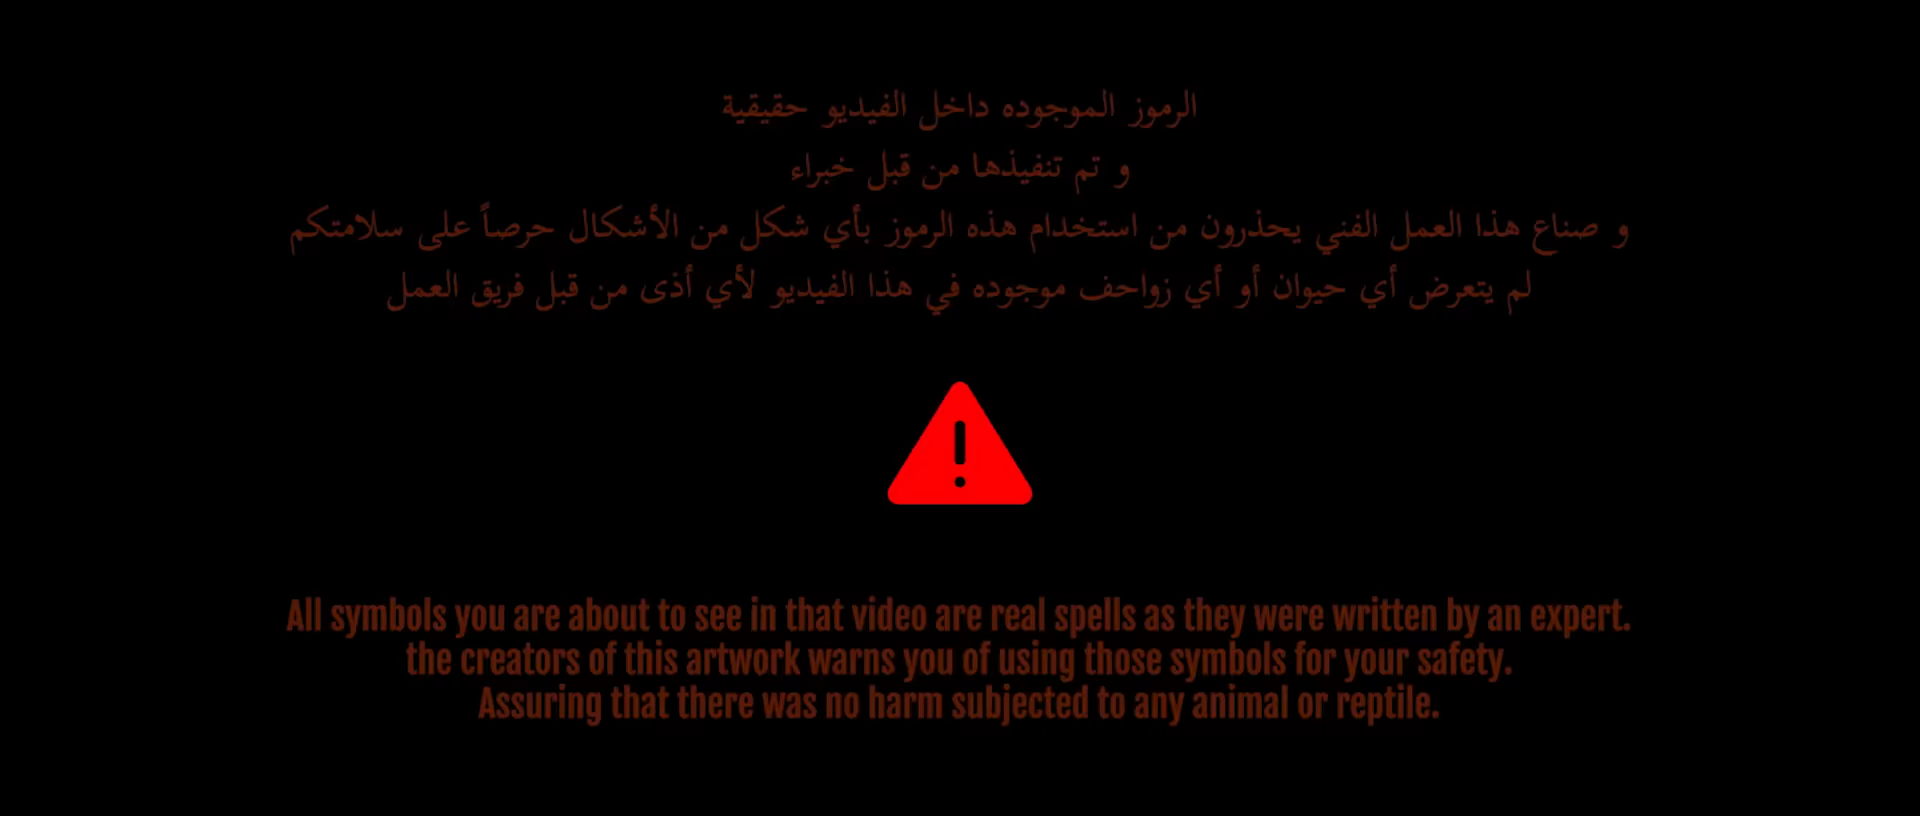 الرموز الموجوده داخل الفيديو حقيقية
و تم تنفيذها من قبل خبراء
و صناع هذا العمل الفني يحذرون من استخدام هذه الرموز بأي شكل من الأشكال حرصاً على سلامتكم
لم يتعرض أي حيوان أو أي زواحف موجوده في هذا الفيديو لأي أذى من قبل فريق العمل
All symbols you are about to see in that video are real spells as they were written by an expert.
the creators of this artwork warns you of using those symbols for your safety.
Assuring that there was no harm subjected to any animal or reptile.